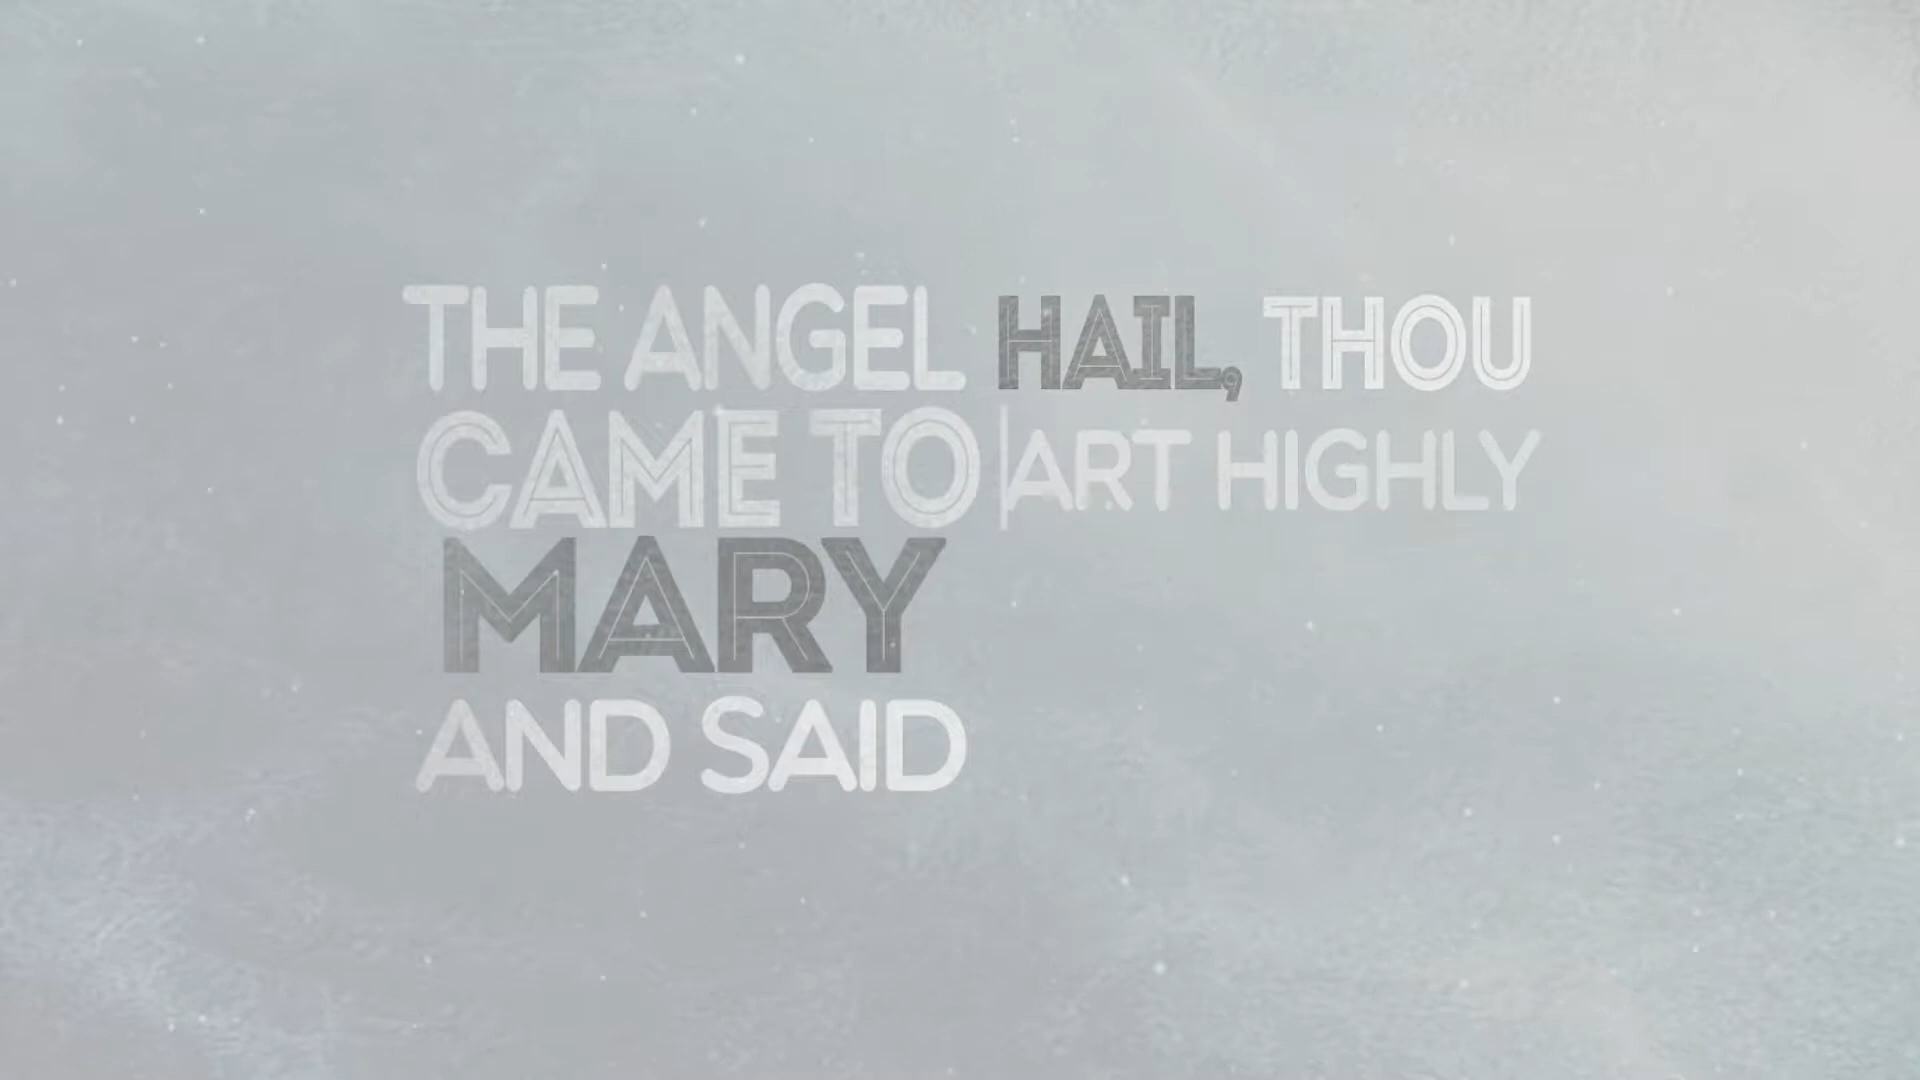 THE ANGEL
CAME TO
MARY
AND SAID
HAIL, THOU
ART HIGHLY